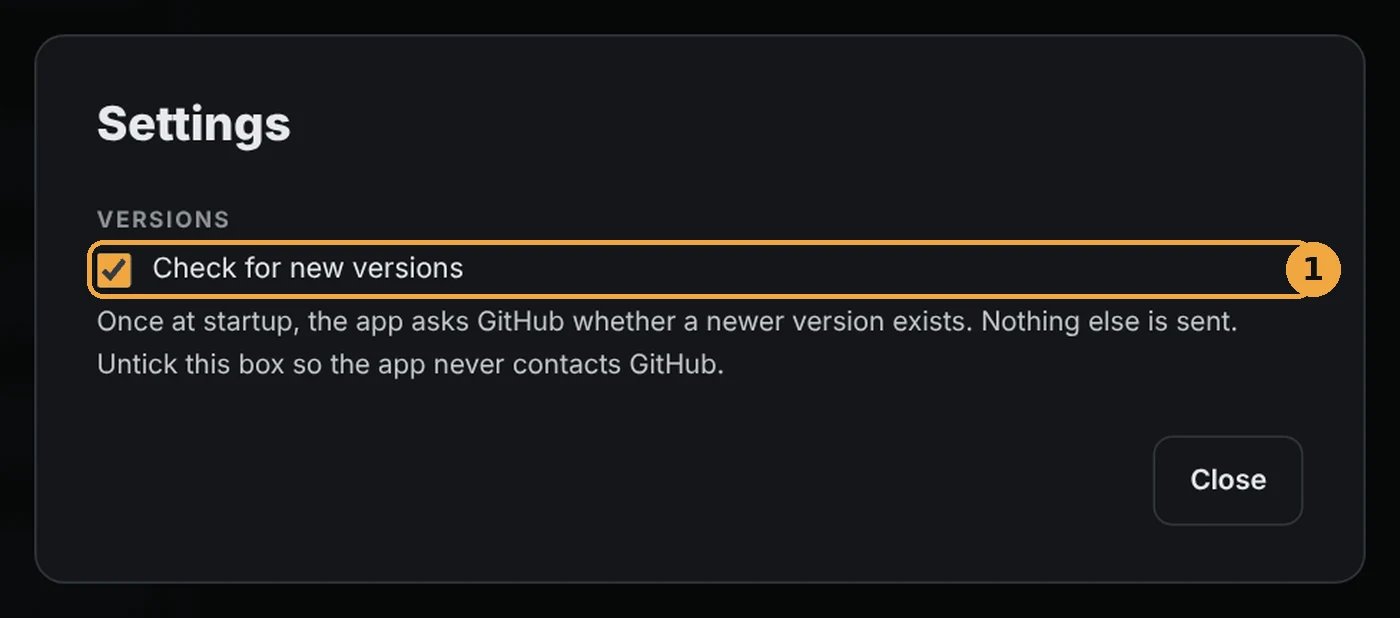 Settings
VERSIONS
Check for new versions
1
Once at startup, the app asks GitHub whether a newer version exists. Nothing else is sent.
Untick this box so the app never contacts GitHub.
Close